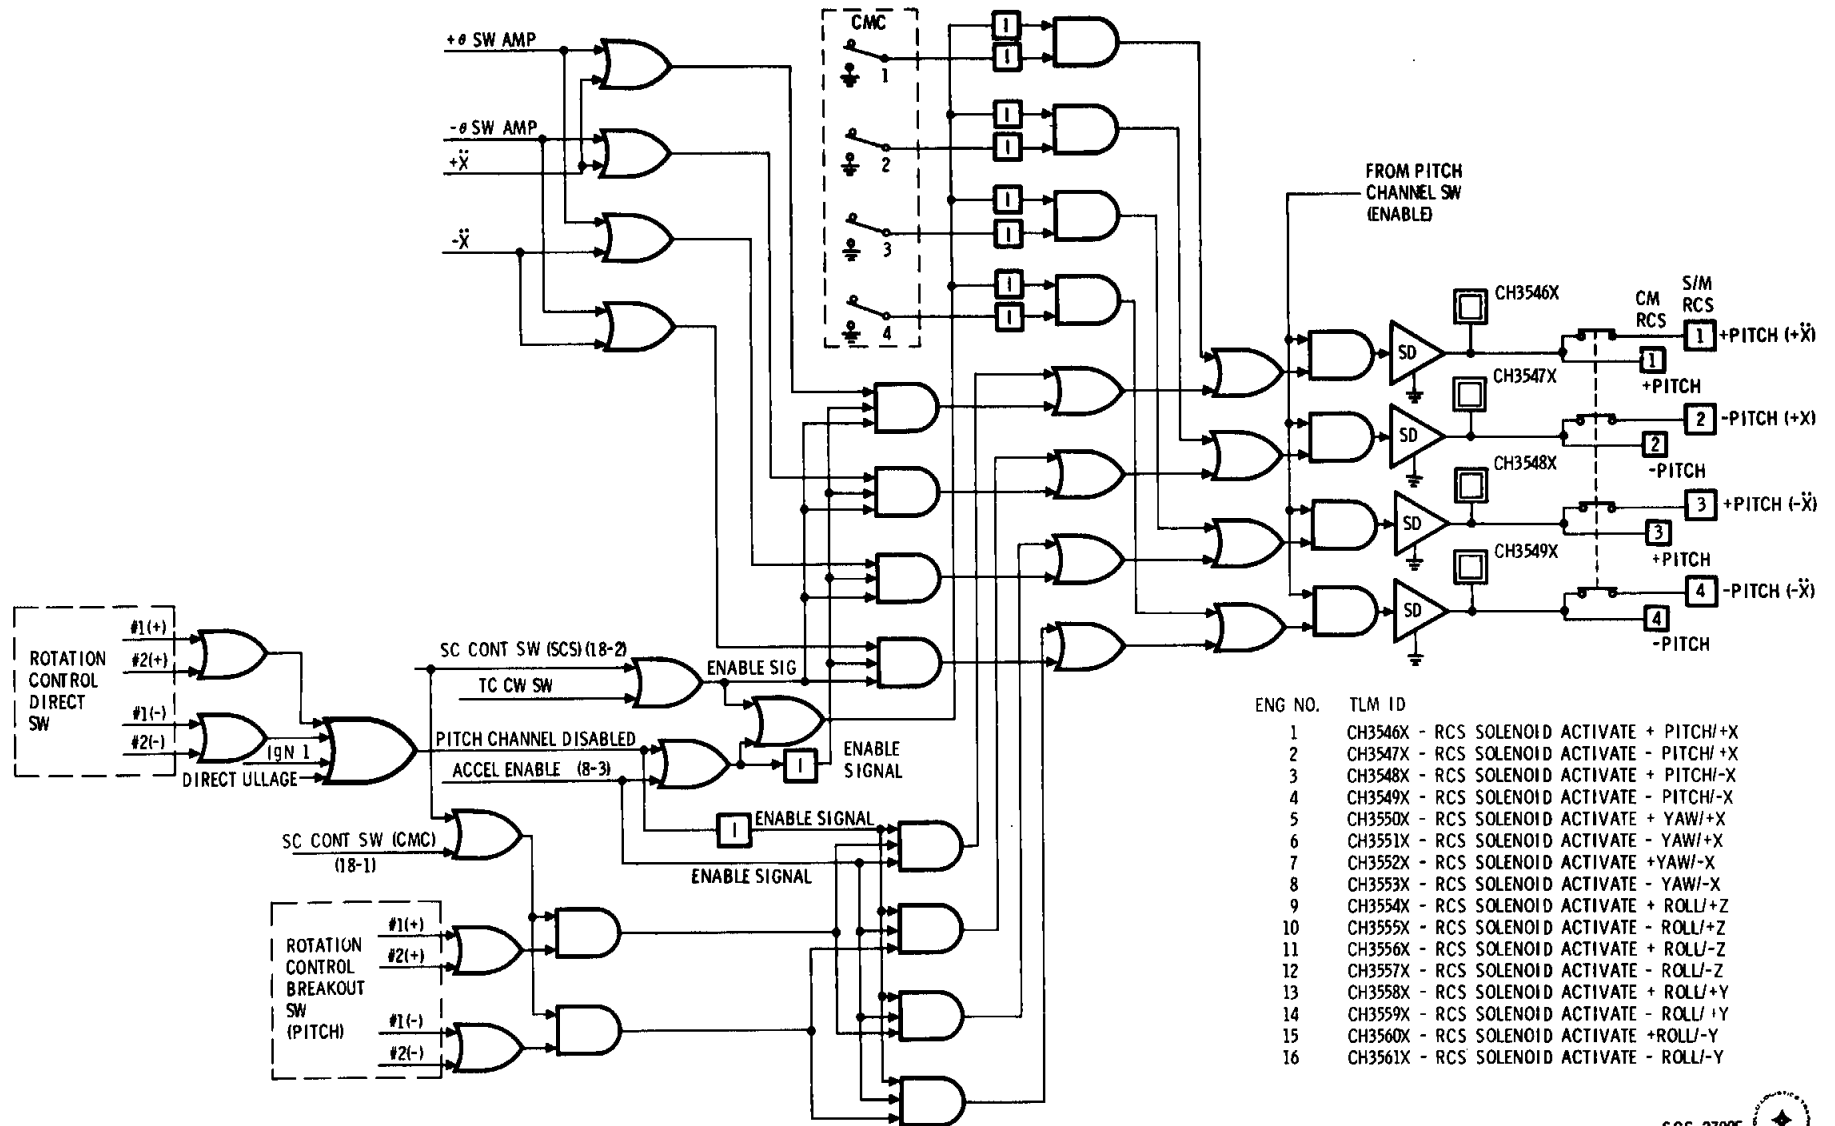 +θ SW AMP
-θ SW AMP
+Ẍ
-Ẍ
CMC
1
2
3
4
I
I
I
I
I
I
I
I
FROM PITCH
CHANNEL SW
(ENABLE)
CM
RCS
S/M
RCS
SD
CH3546X
1
+PITCH (+Ẍ)
1
+PITCH
SD
CH3547X
2
-PITCH (+X)
2
-PITCH
SD
CH3548X
3
+PITCH (-Ẍ)
3
+PITCH
SD
CH3549X
4
-PITCH (-Ẍ)
4
-PITCH
ROTATION
CONTROL
DIRECT
SW
#1(+)
#2(+)
#1(-)
#2(-)
IgN 1
DIRECT ULLAGE
SC CONT SW (SCS) (18-2)
TC CW SW
ENABLE SIG
PITCH CHANNEL DISABLED
ACCEL ENABLE (8-3)
I
ENABLE
SIGNAL
I
ENABLE SIGNAL
ENABLE SIGNAL
SC CONT SW (CMC)
(18-1)
ROTATION
CONTROL
BREAKOUT
SW
(PITCH)
#1(+)
#2(+)
#1(-)
#2(-)
ENG NO. TLM ID
1 CH3546X - RCS SOLENOID ACTIVATE + PITCH/+X
2 CH3547X - RCS SOLENOID ACTIVATE - PITCH/+X
3 CH3548X - RCS SOLENOID ACTIVATE + PITCH/-X
4 CH3549X - RCS SOLENOID ACTIVATE - PITCH/-X
5 CH3550X - RCS SOLENOID ACTIVATE + YAW/+X
6 CH3551X - RCS SOLENOID ACTIVATE - YAW/+X
7 CH3552X - RCS SOLENOID ACTIVATE +YAW/-X
8 CH3553X - RCS SOLENOID ACTIVATE - YAW/-X
9 CH3554X - RCS SOLENOID ACTIVATE + ROLL/+Z
10 CH3555X - RCS SOLENOID ACTIVATE - ROLL/+Z
11 CH3556X - RCS SOLENOID ACTIVATE + ROLL/-Z
12 CH3557X - RCS SOLENOID ACTIVATE - ROLL/-Z
13 CH3558X - RCS SOLENOID ACTIVATE + ROLL/+Y
14 CH3559X - RCS SOLENOID ACTIVATE - ROLL/+Y
15 CH3560X - RCS SOLENOID ACTIVATE +ROLL/-Y
16 CH3561X - RCS SOLENOID ACTIVATE - ROLL/-Y